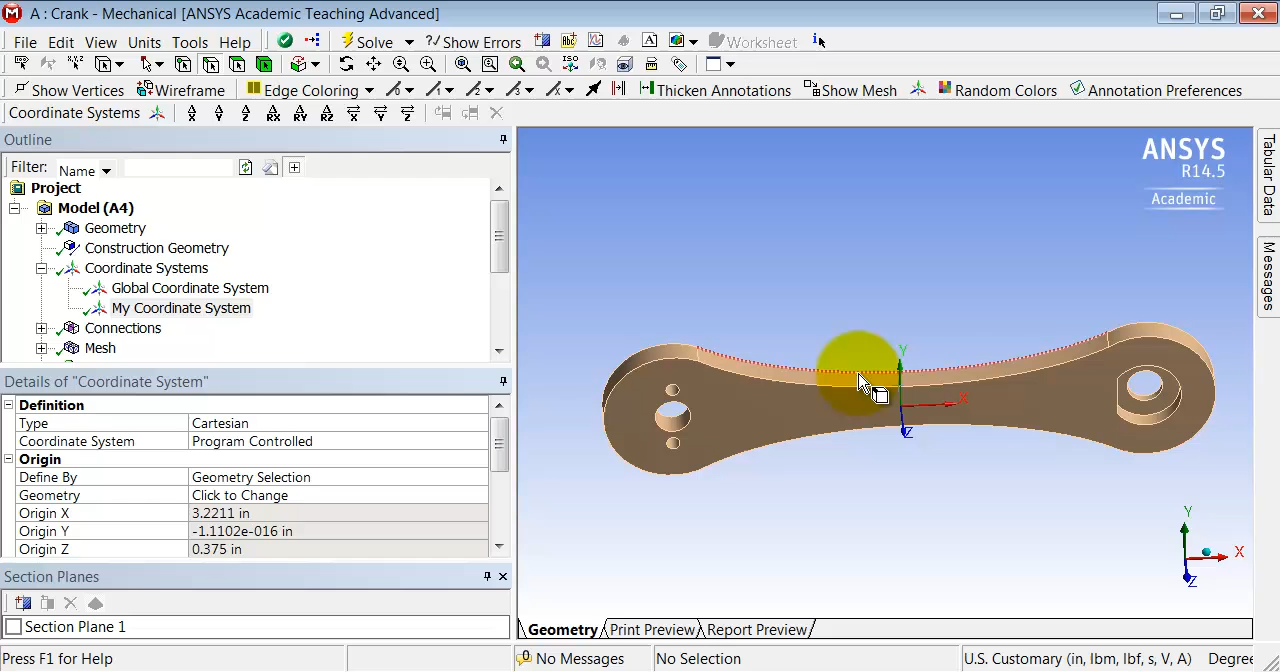 A : Crank - Mechanical [ANSYS Academic Teaching Advanced]
File Edit View Units Tools Help Solve Show Errors Worksheet
Show Vertices Wireframe Edge Coloring Thicken Annotations Show Mesh Random Colors Annotation Preferences
Coordinate Systems
Outline
Filter: Name
Project
Model (A4)
Geometry
Construction Geometry
Coordinate Systems
Global Coordinate System
My Coordinate System
Connections
Mesh
Details of "Coordinate System"
Definition
Type Cartesian
Coordinate System Program Controlled
Origin
Define By Geometry Selection
Geometry Click to Change
Origin X 3.2211 in
Origin Y -1.1102e-016 in
Origin Z 0.375 in
Section Planes
Section Plane 1
ANSYS
R14.5
Academic
Y
X
Z
Y
X
Z
Geometry Print Preview Report Preview
Tabular Data
Messages
Press F1 for Help 0 No Messages No Selection U.S. Customary (in, lbm, lbf, s, V, A) Degree